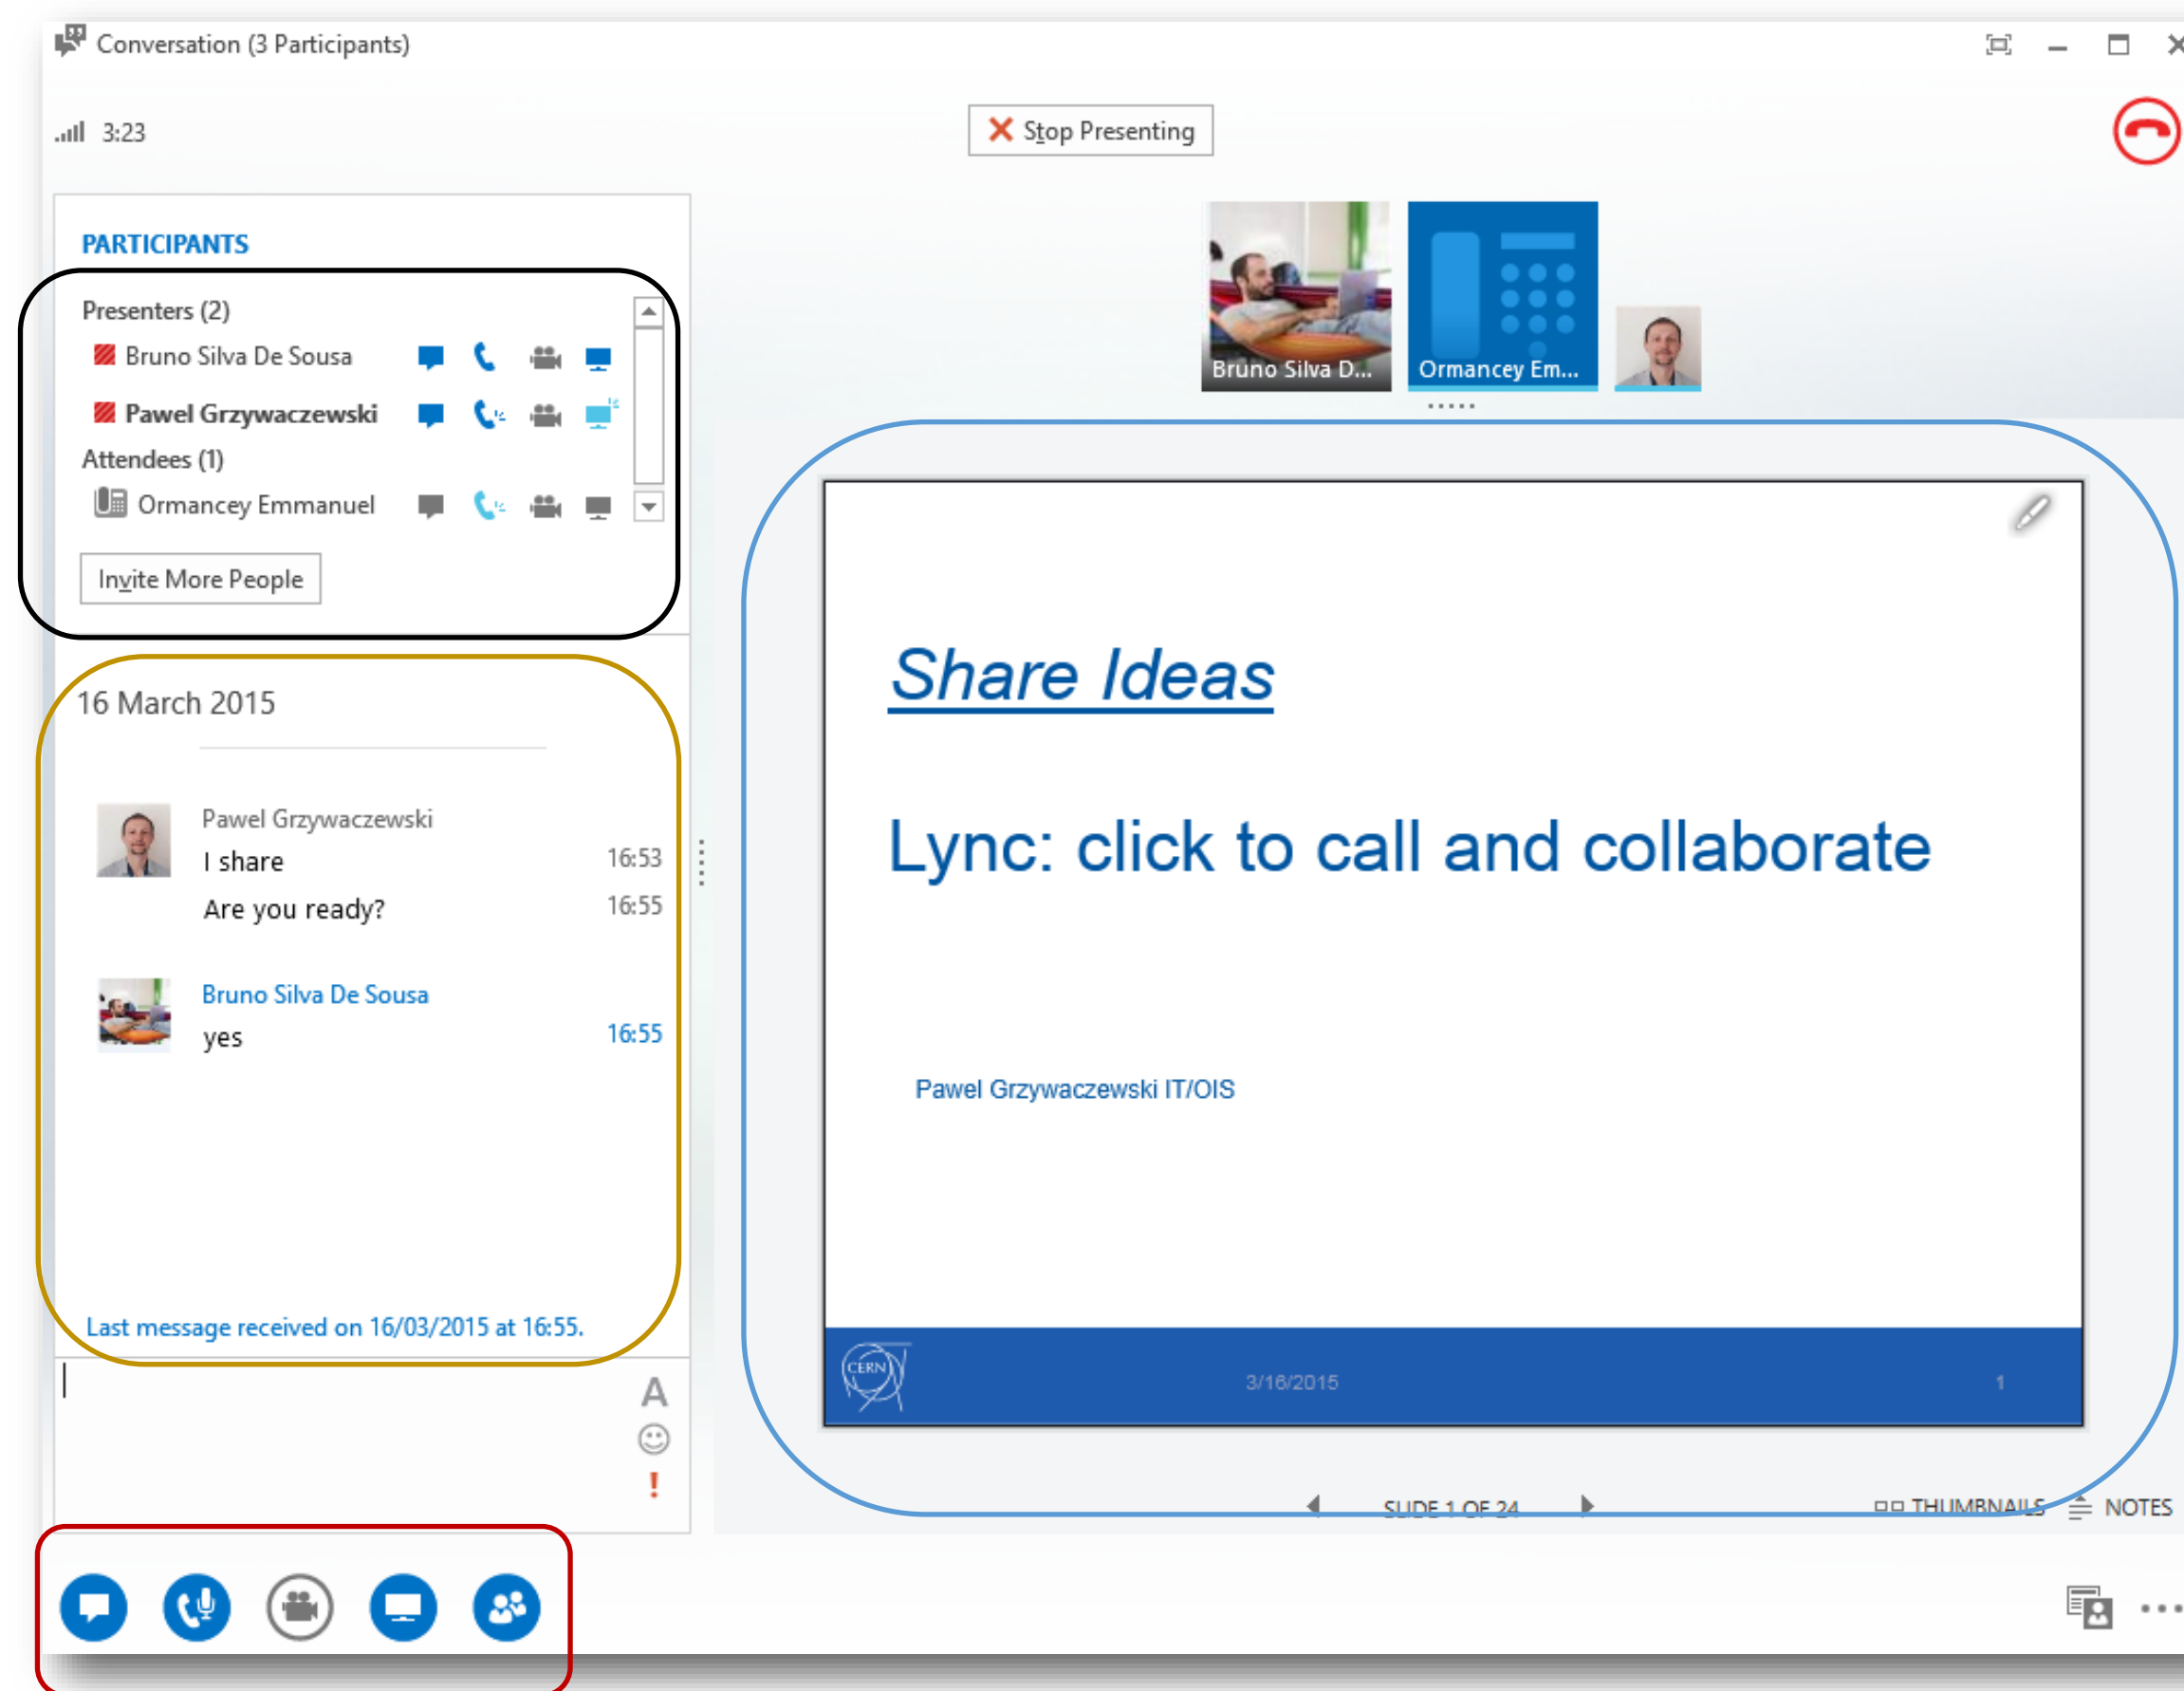 Conversation (3 Participants)
3:23
Stop Presenting
PARTICIPANTS
Presenters (2)
Bruno Silva De Sousa
Pawel Grzywaczewski
Attendees (1)
Ormancey Emmanuel
Invite More People
Bruno Silva D...
Ormancey Em...
16 March 2015
Pawel Grzywaczewski
I share 16:53
Are you ready? 16:55
Bruno Silva De Sousa
yes 16:55
Last message received on 16/03/2015 at 16:55.
A
!
Share Ideas
Lync: click to call and collaborate
Pawel Grzywaczewski IT/OIS
CERN 3/16/2015 1
SLIDE 1 OF 24 THUMBNAILS NOTES